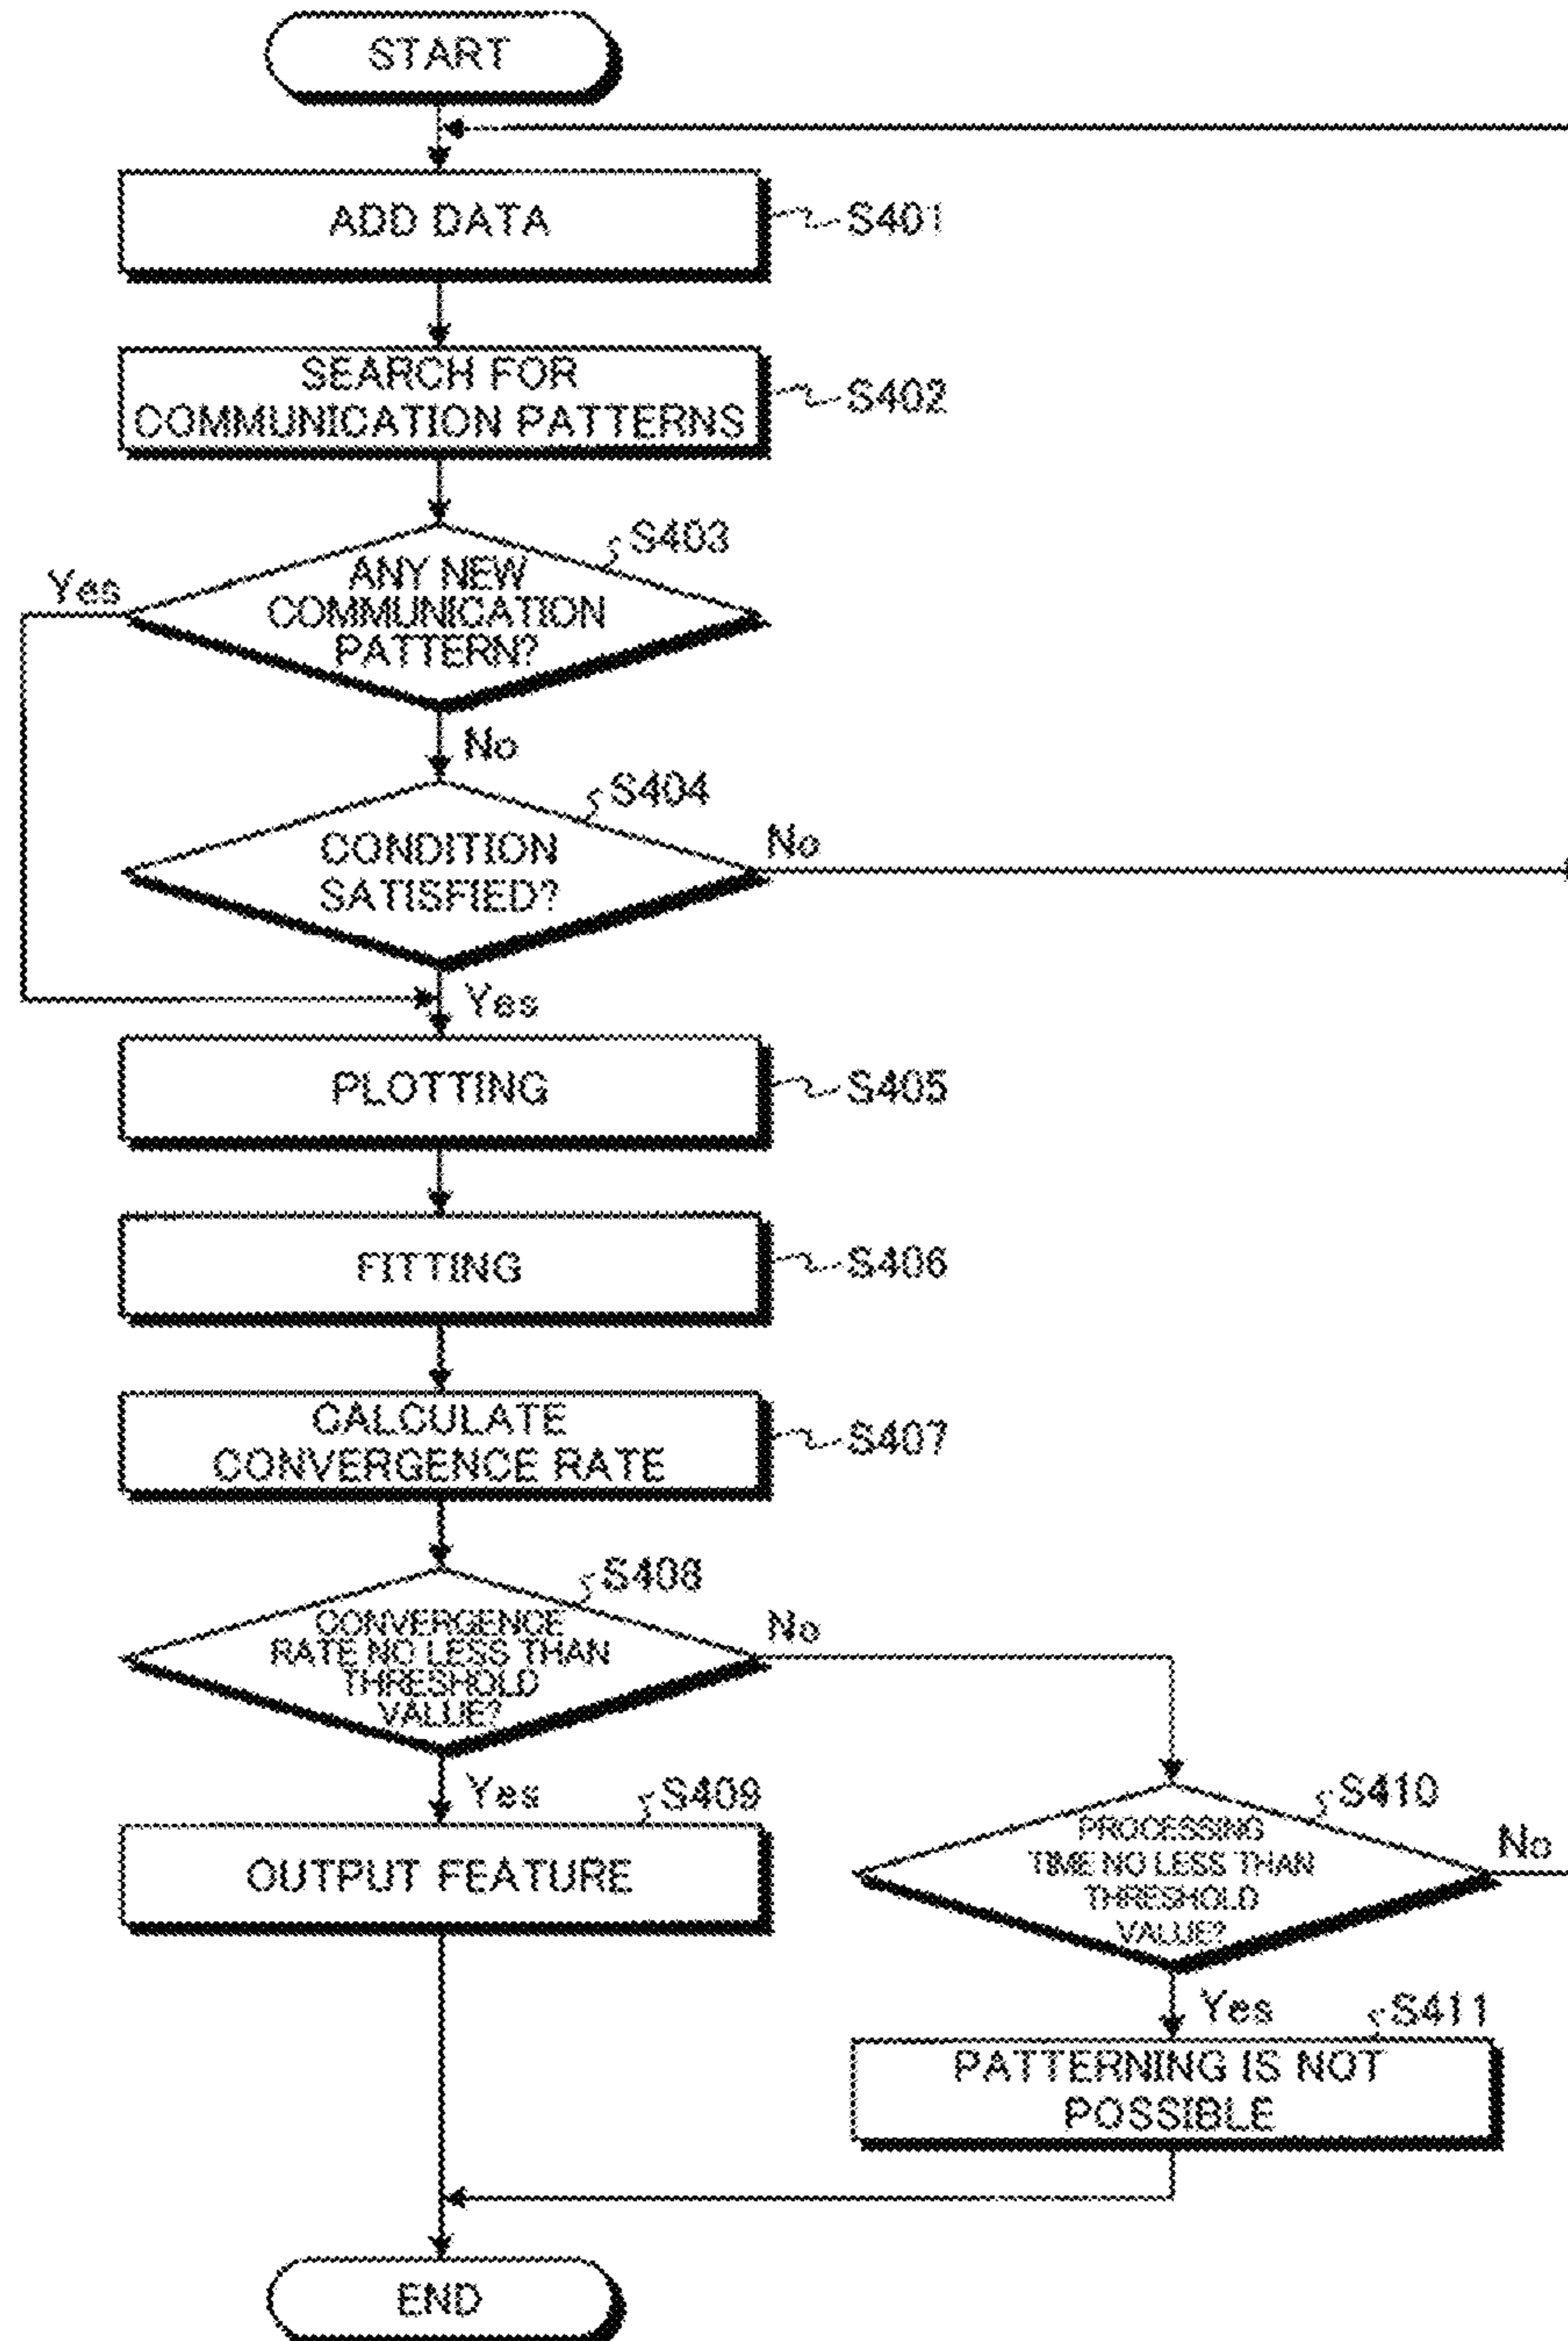 START
ADD DATA
S401
SEARCH FOR
COMMUNICATION PATTERNS
S402
S403
ANY NEW
COMMUNICATION
PATTERN?
Yes
No
S404
CONDITION
SATISFIED?
No
Yes
PLOTTING
S405
FITTING
S406
CALCULATE
CONVERGENCE RATE
S407
S408
CONVERGENCE
RATE NO LESS THAN
THRESHOLD
VALUE?
No
Yes
S409
OUTPUT FEATURE
S410
PROCESSING
TIME NO LESS THAN
THRESHOLD
VALUE?
No
Yes
S411
PATTERNING IS NOT
POSSIBLE
END